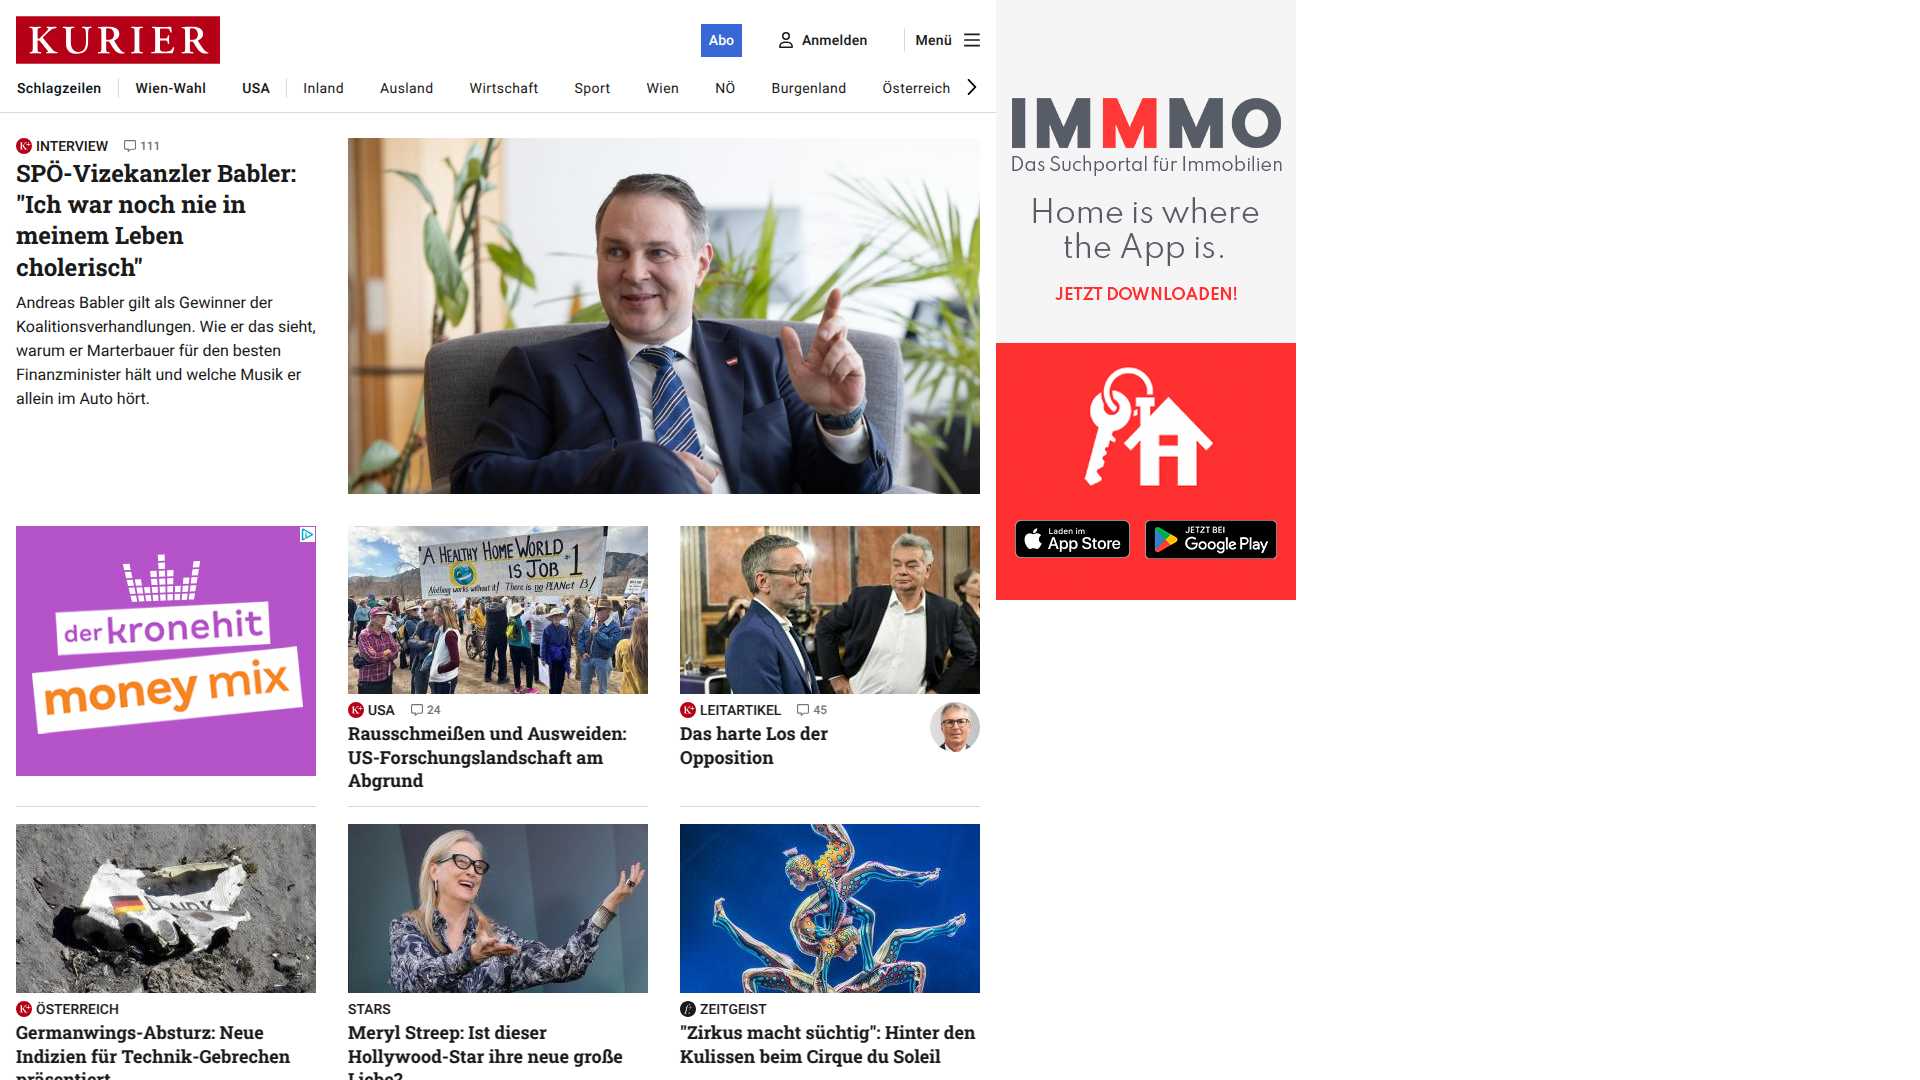 KURIER
Abo
Anmelden
Menü
Schlagzeilen
Wien-Wahl
USA
Inland
Ausland
Wirtschaft
Sport
Wien
NÖ
Burgenland
Österreich
INTERVIEW
111
SPÖ-Vizekanzler Babler:
"Ich war noch nie in
meinem Leben
cholerisch"
Andreas Babler gilt als Gewinner der
Koalitionsverhandlungen. Wie er das sieht,
warum er Marterbauer für den besten
Finanzminister hält und welche Musik er
allein im Auto hört.
IMMMO
Das Suchportal für Immobilien
Home is where
the App is.
JETZT DOWNLOADEN!
Laden im
App Store
JETZT BEI
Google Play
der kronehit
money mix
"A HEALTHY HOME WORLD
IS JOB #1
Nothing works without it! There is no PLANet B!
K+ USA
24
Rausschmeißen und Ausweiden:
US-Forschungslandschaft am
Abgrund
K+ LEITARTIKEL
45
Das harte Los der
Opposition
K+ ÖSTERREICH
Germanwings-Absturz: Neue
Indizien für Technik-Gebrechen
präsentiert
STARS
Meryl Streep: Ist dieser
Hollywood-Star ihre neue große
Liebe?
ZEITGEIST
"Zirkus macht süchtig": Hinter den
Kulissen beim Cirque du Soleil